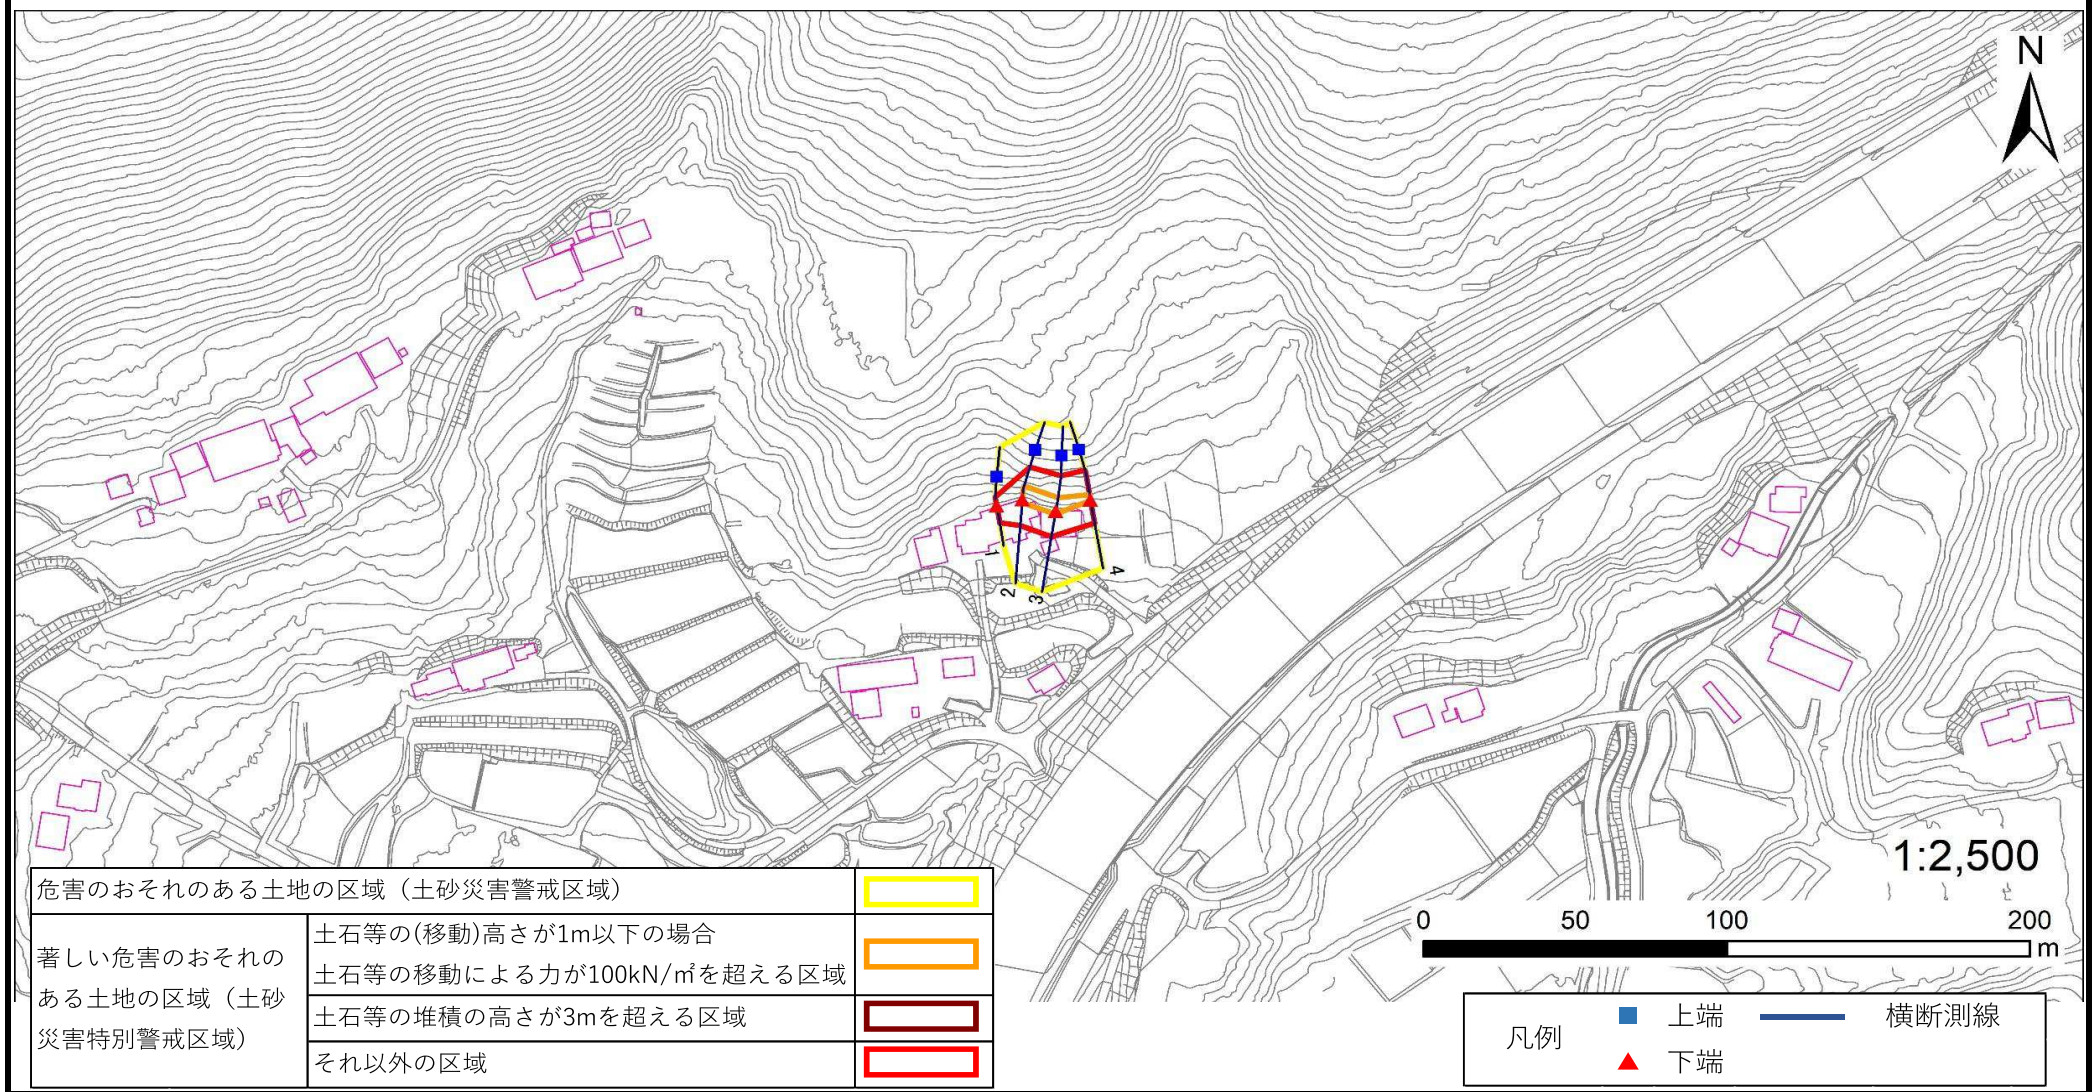 N
1
2
3
4
1:2,500
0 50 100 200
m
危害のおそれのある土地の区域（土砂災害警戒区域）
著しい危害のおそれの
ある土地の区域（土砂
災害特別警戒区域）
土石等の(移動)高さが1m以下の場合
土石等の移動による力が100kN/㎡を超える区域
土石等の堆積の高さが3mを超える区域
それ以外の区域
凡例
上端 横断測線
下端